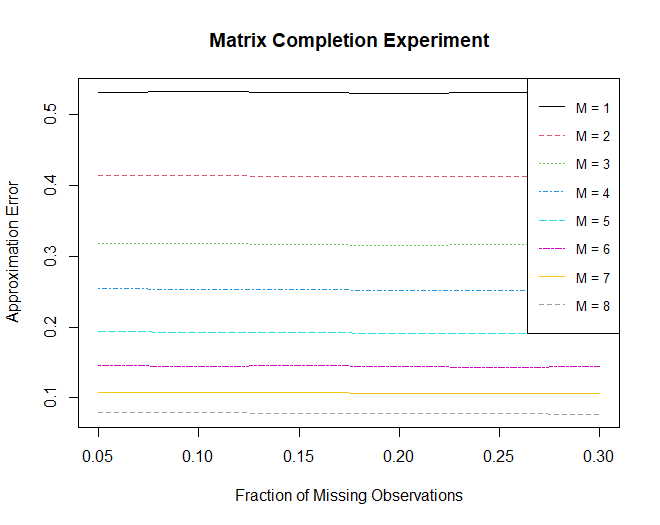 Matrix Completion Experiment
Approximation Error
0.5
0.4
0.3
0.2
0.1
M = 1
M = 2
M = 3
M = 4
M = 5
M = 6
M = 7
M = 8
0.05 0.10 0.15 0.20 0.25 0.30
Fraction of Missing Observations